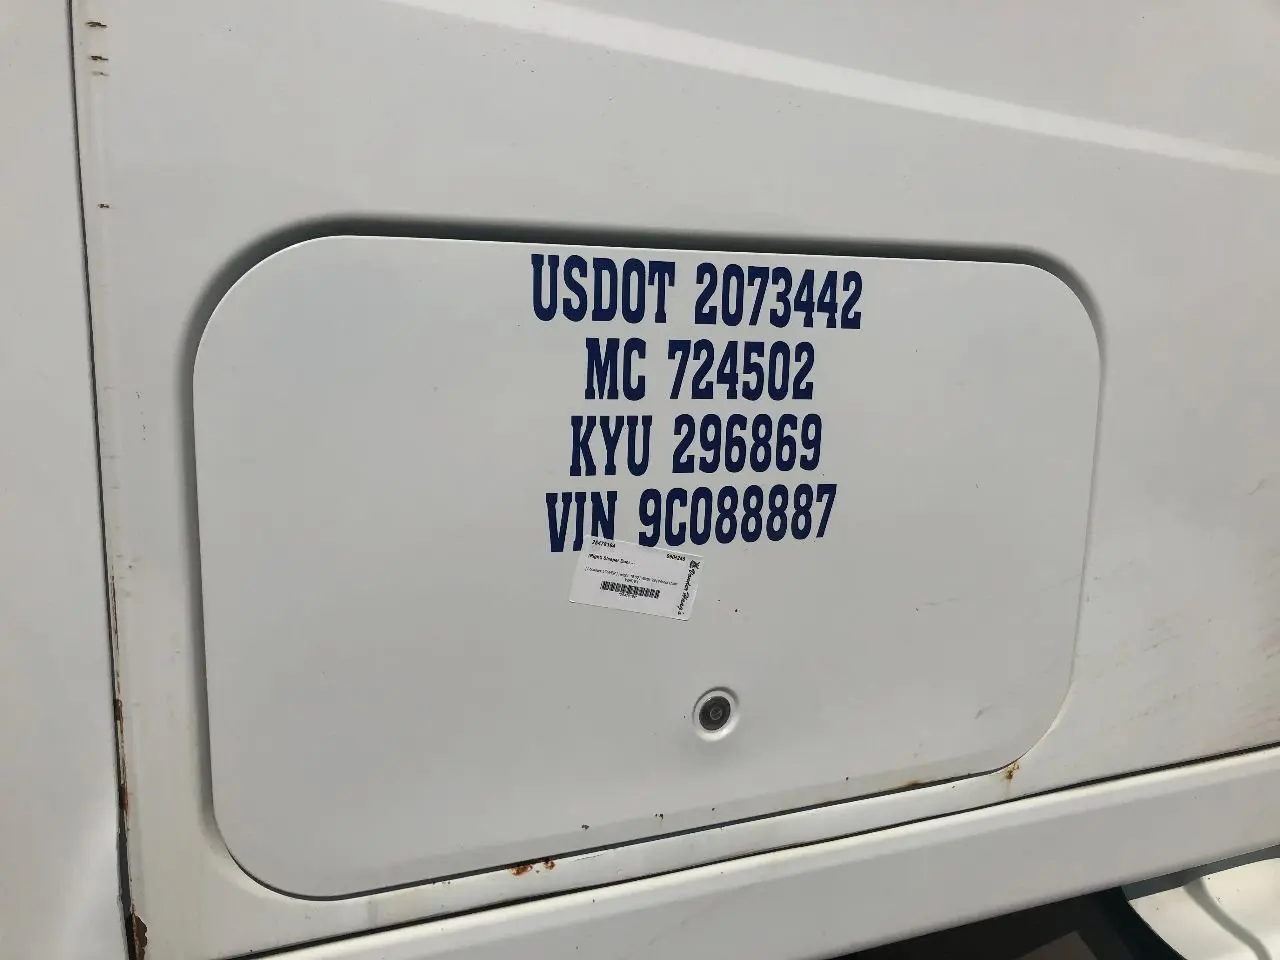 USDOT 2073442
MC 724502
KYU 296869
VIN 9C088887